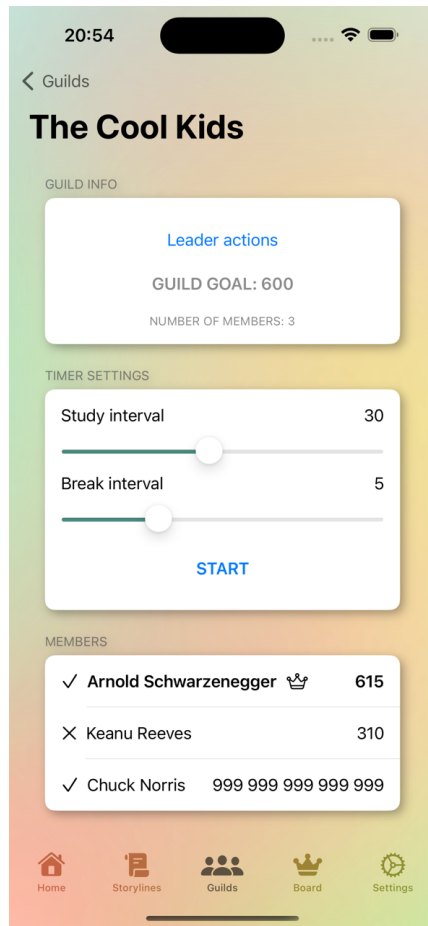 20:54
Guilds
The Cool Kids
GUILD INFO
Leader actions
GUILD GOAL: 600
NUMBER OF MEMBERS: 3
TIMER SETTINGS
Study interval 30
Break interval 5
START
MEMBERS
Arnold Schwarzenegger 615
Keanu Reeves 310
Chuck Norris 999 999 999 999 999
Home Storylines Guilds Board Settings